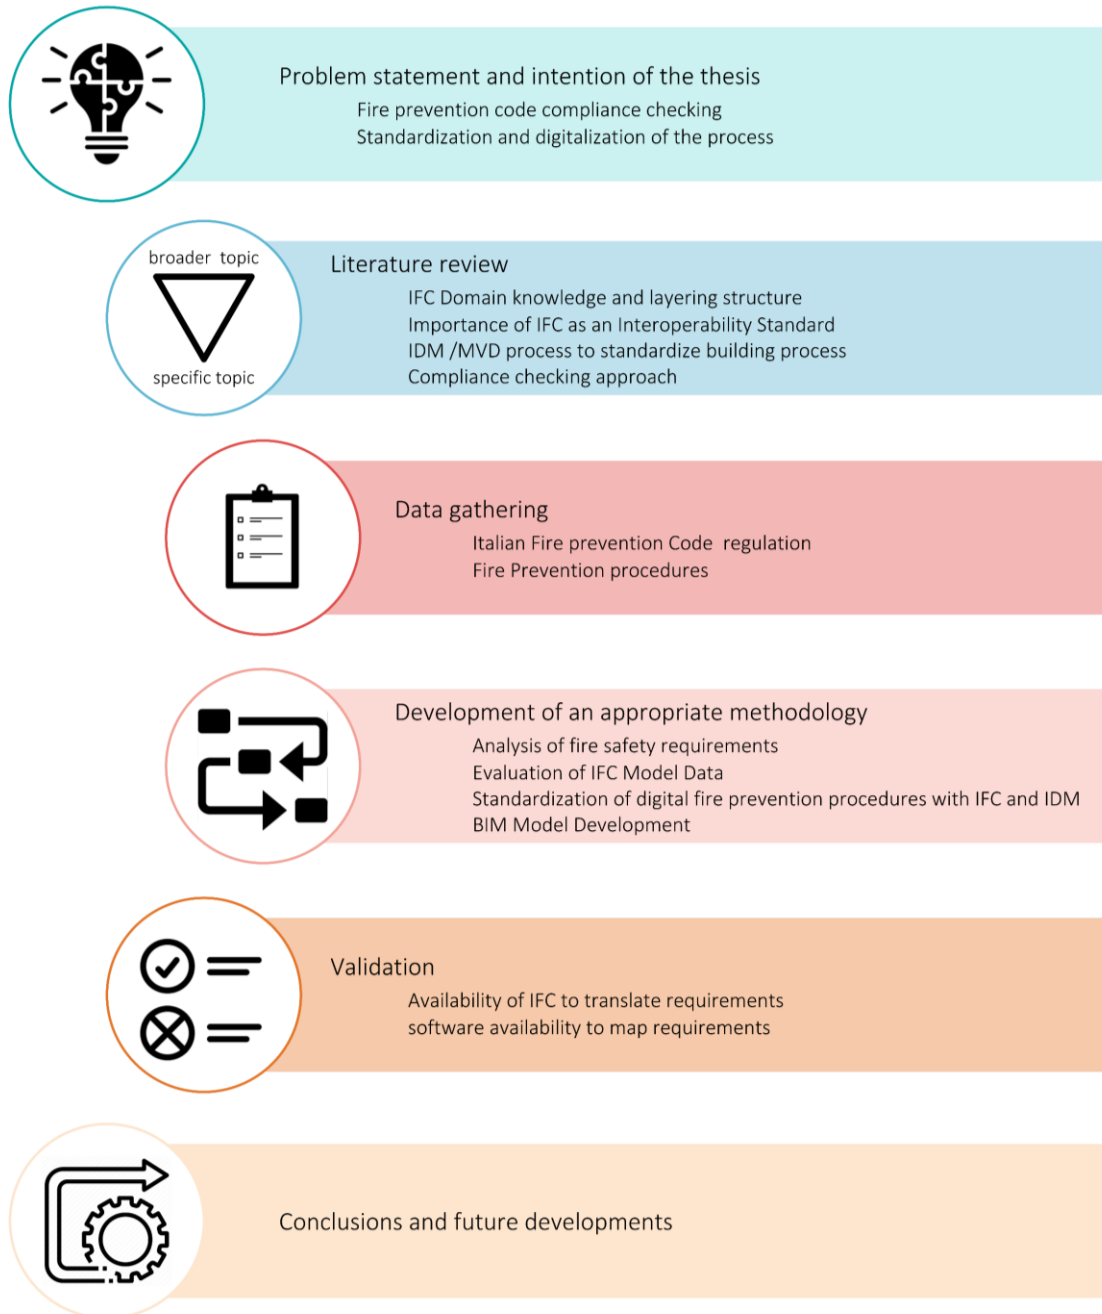 Problem statement and intention of the thesis
Fire prevention code compliance checking
Standardization and digitalization of the process
broader topic
specific topic
Literature review
IFC Domain knowledge and layering structure
Importance of IFC as an Interoperability Standard
IDM /MVD process to standardize building process
Compliance checking approach
Data gathering
Italian Fire prevention Code regulation
Fire Prevention procedures
Development of an appropriate methodology
Analysis of fire safety requirements
Evaluation of IFC Model Data
Standardization of digital fire prevention procedures with IFC and IDM
BIM Model Development
Validation
Availability of IFC to translate requirements
software availability to map requirements
Conclusions and future developments